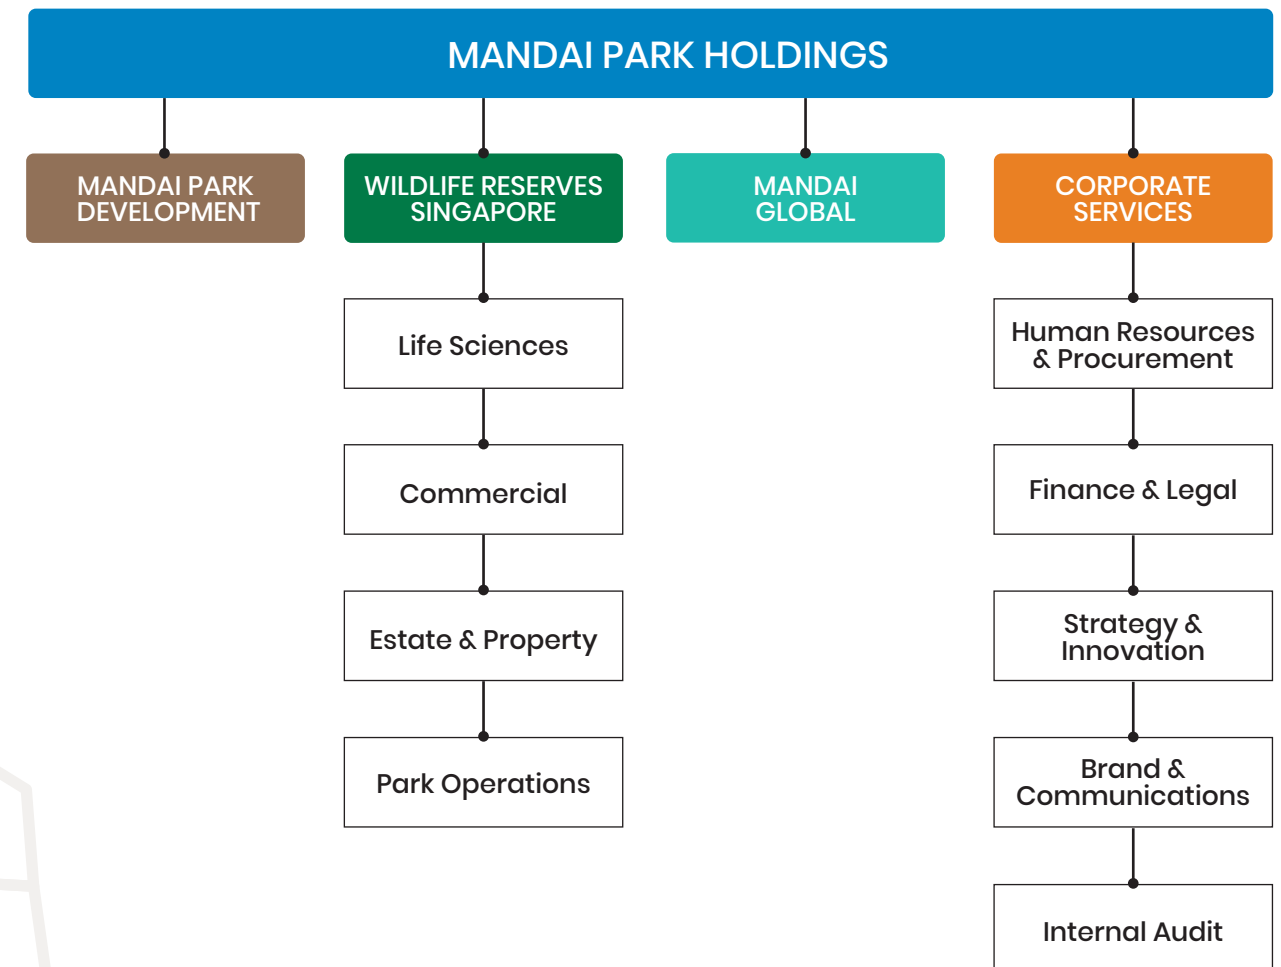 MANDAI PARK HOLDINGS
MANDAI PARK
DEVELOPMENT
WILDLIFE RESERVES
SINGAPORE
MANDAI
GLOBAL
CORPORATE
SERVICES
Life Sciences
Commercial
Estate & Property
Park Operations
Human Resources
& Procurement
Finance & Legal
Strategy &
Innovation
Brand &
Communications
Internal Audit